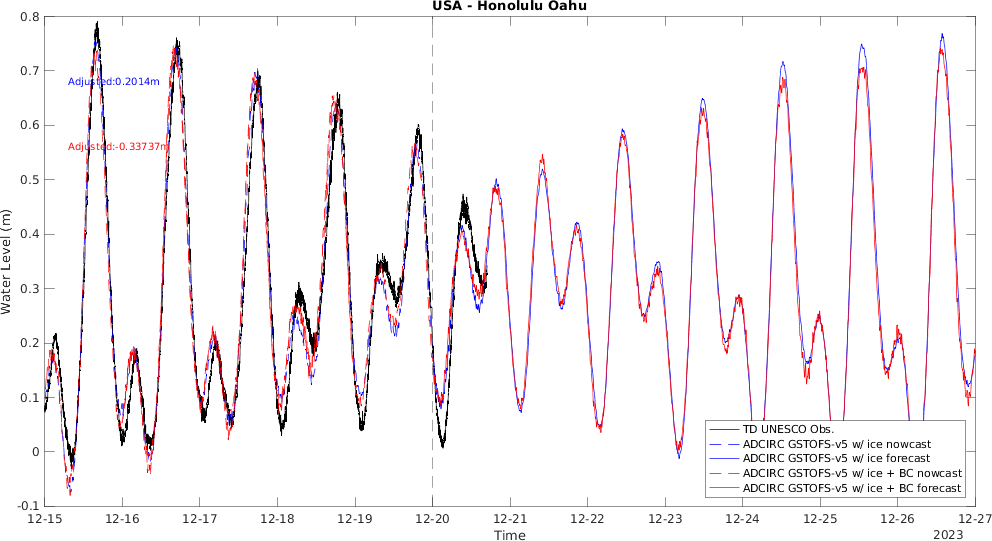 USA - Honolulu Oahu
0.8
0.7
0.6
0.5
0.4
0.3
0.2
0.1
0
-0.1
Water Level (m)
Adjusted:0.2014m
Adjusted:-0.33737m
TD UNESCO Obs.
ADCIRC GSTOFS-v5 w/ ice nowcast
ADCIRC GSTOFS-v5 w/ ice forecast
ADCIRC GSTOFS-v5 w/ ice + BC nowcast
ADCIRC GSTOFS-v5 w/ ice + BC forecast
12-15 12-16 12-17 12-18 12-19 12-20 12-21 12-22 12-23 12-24 12-25 12-26 12-27
Time
2023